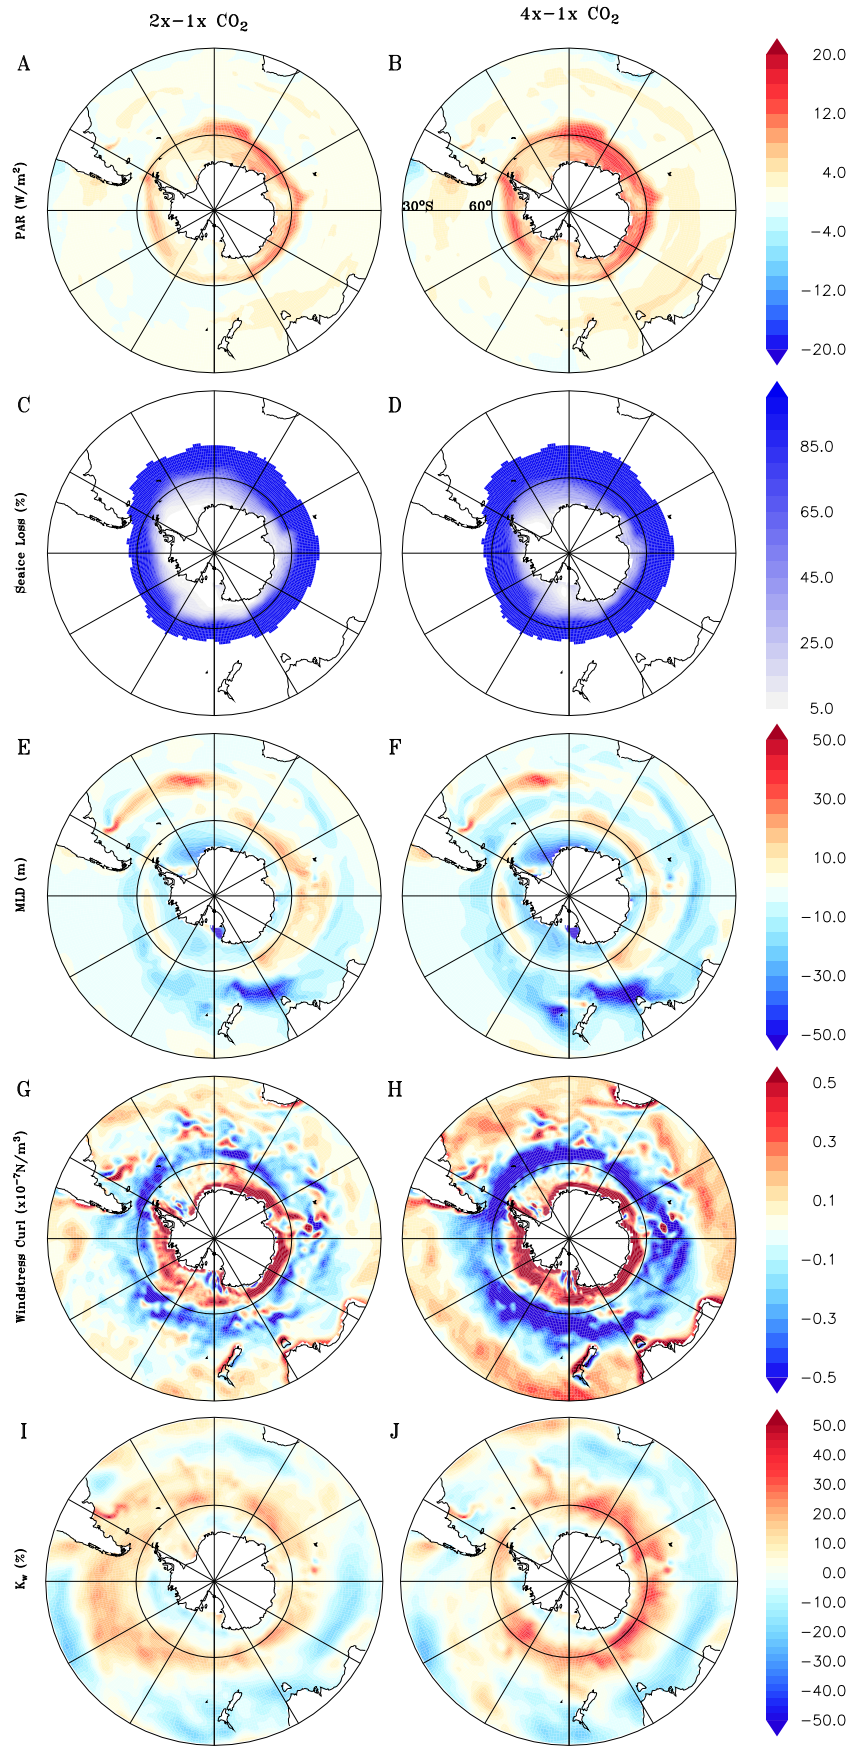 2x-1x CO2
4x-1x CO2
A
B
PAR (W/m2)
30oS
60o
20.0
12.0
4.0
-4.0
-12.0
-20.0
C
D
Seaice Loss (%)
85.0
65.0
45.0
25.0
5.0
E
F
MLD (m)
50.0
30.0
10.0
-10.0
-30.0
-50.0
G
H
Windstress Curl (x10-7N/m3)
0.5
0.3
0.1
-0.1
-0.3
-0.5
I
J
Kw (%)
50.0
40.0
30.0
20.0
10.0
0.0
-10.0
-20.0
-30.0
-40.0
-50.0